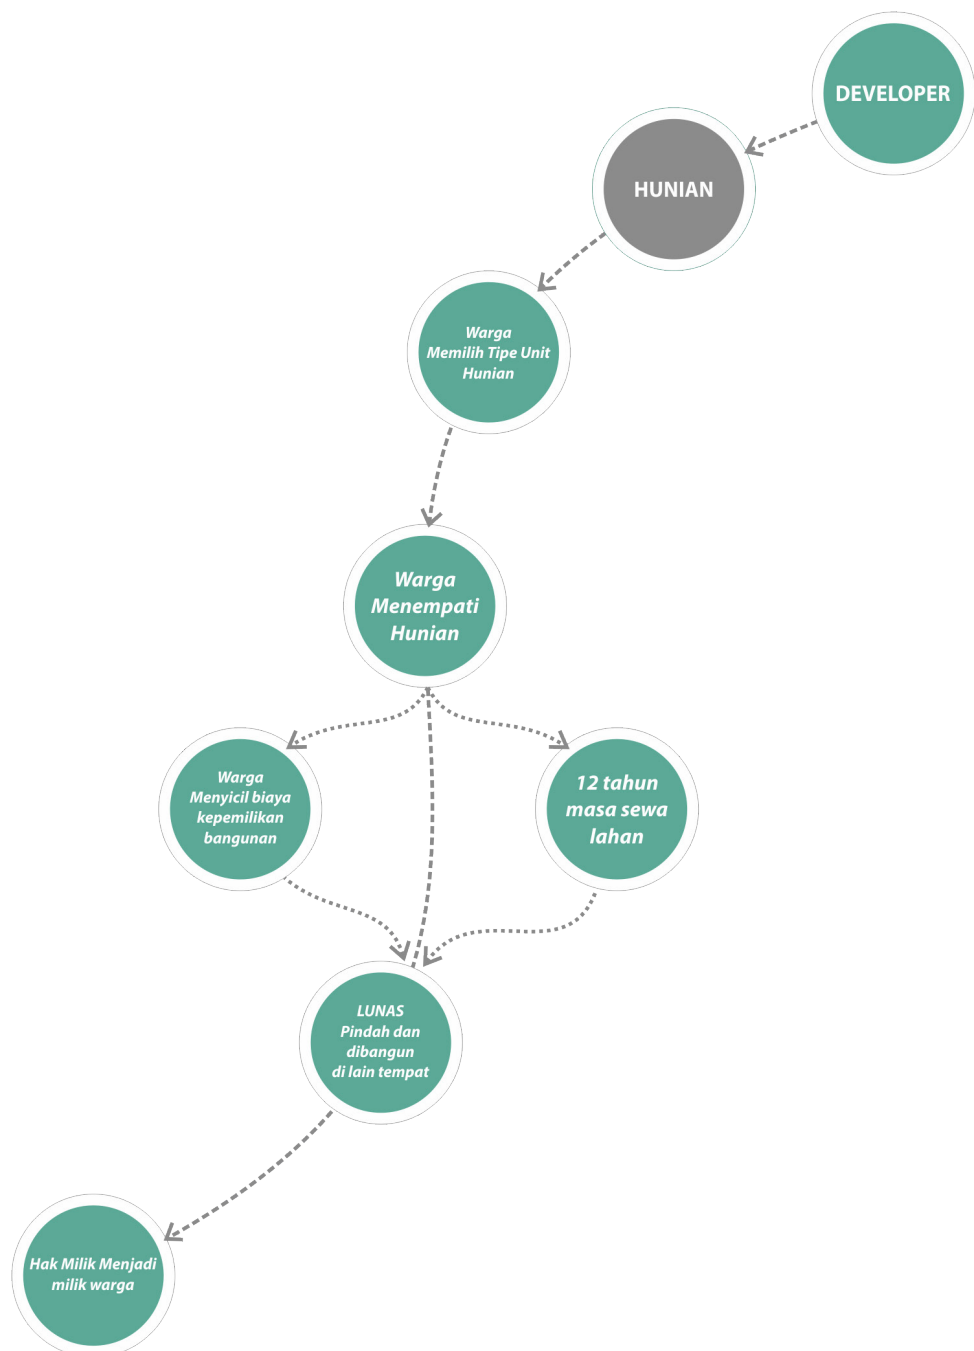 DEVELOPER
HUNIAN
Warga
Memilih Tipe Unit
Hunian
Warga
Menempati
Hunian
Warga
Menyicil biaya
kepemilikan
bangunan
12 tahun
masa sewa
lahan
LUNAS
Pindah dan
dibangun
di lain tempat
Hak Milik Menjadi
milik warga